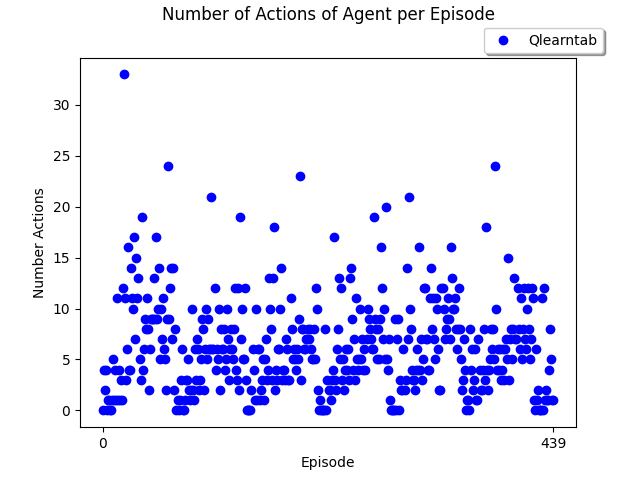 Number of Actions of Agent per Episode
Qlearntab
30
25
20
15
10
5
0
Number Actions
0
439
Episode